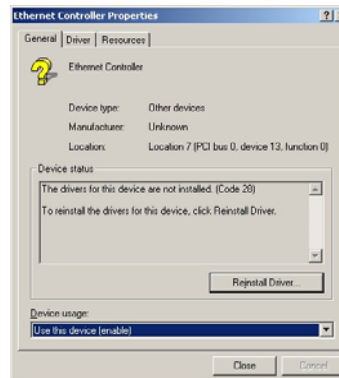 Ethernet Controller Properties
General Driver Resources
Ethernet Controller
Device type: Other devices
Manufacturer: Unknown
Location: Location 7 (PCI bus 0, device 13, function 0)
Device status
The drivers for this device are not installed. (Code 28)
To reinstall the drivers for this device, click Reinstall Driver.
Reinstall Driver...
Device usage:
Use this device (enable)
Close Cancel